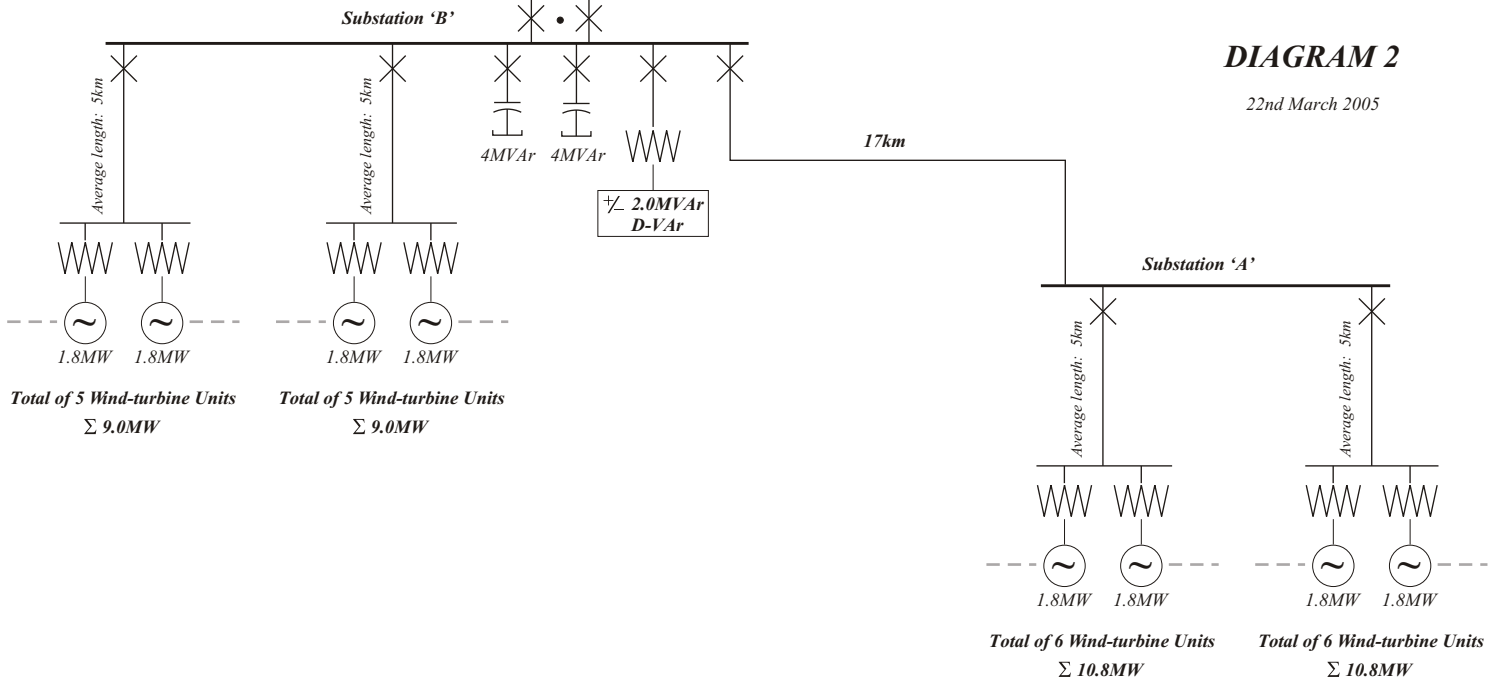 Substation ‘B’
DIAGRAM 2
22nd March 2005
Average length: 5km
Average length: 5km
4MVAr
4MVAr
+/_ 2.0MVAr
D-VAr
17km
Substation ‘A’
1.8MW
1.8MW
1.8MW
1.8MW
Total of 5 Wind-turbine Units
Σ 9.0MW
Total of 5 Wind-turbine Units
Σ 9.0MW
Average length: 5km
Average length: 5km
1.8MW
1.8MW
1.8MW
1.8MW
Total of 6 Wind-turbine Units
Σ 10.8MW
Total of 6 Wind-turbine Units
Σ 10.8MW